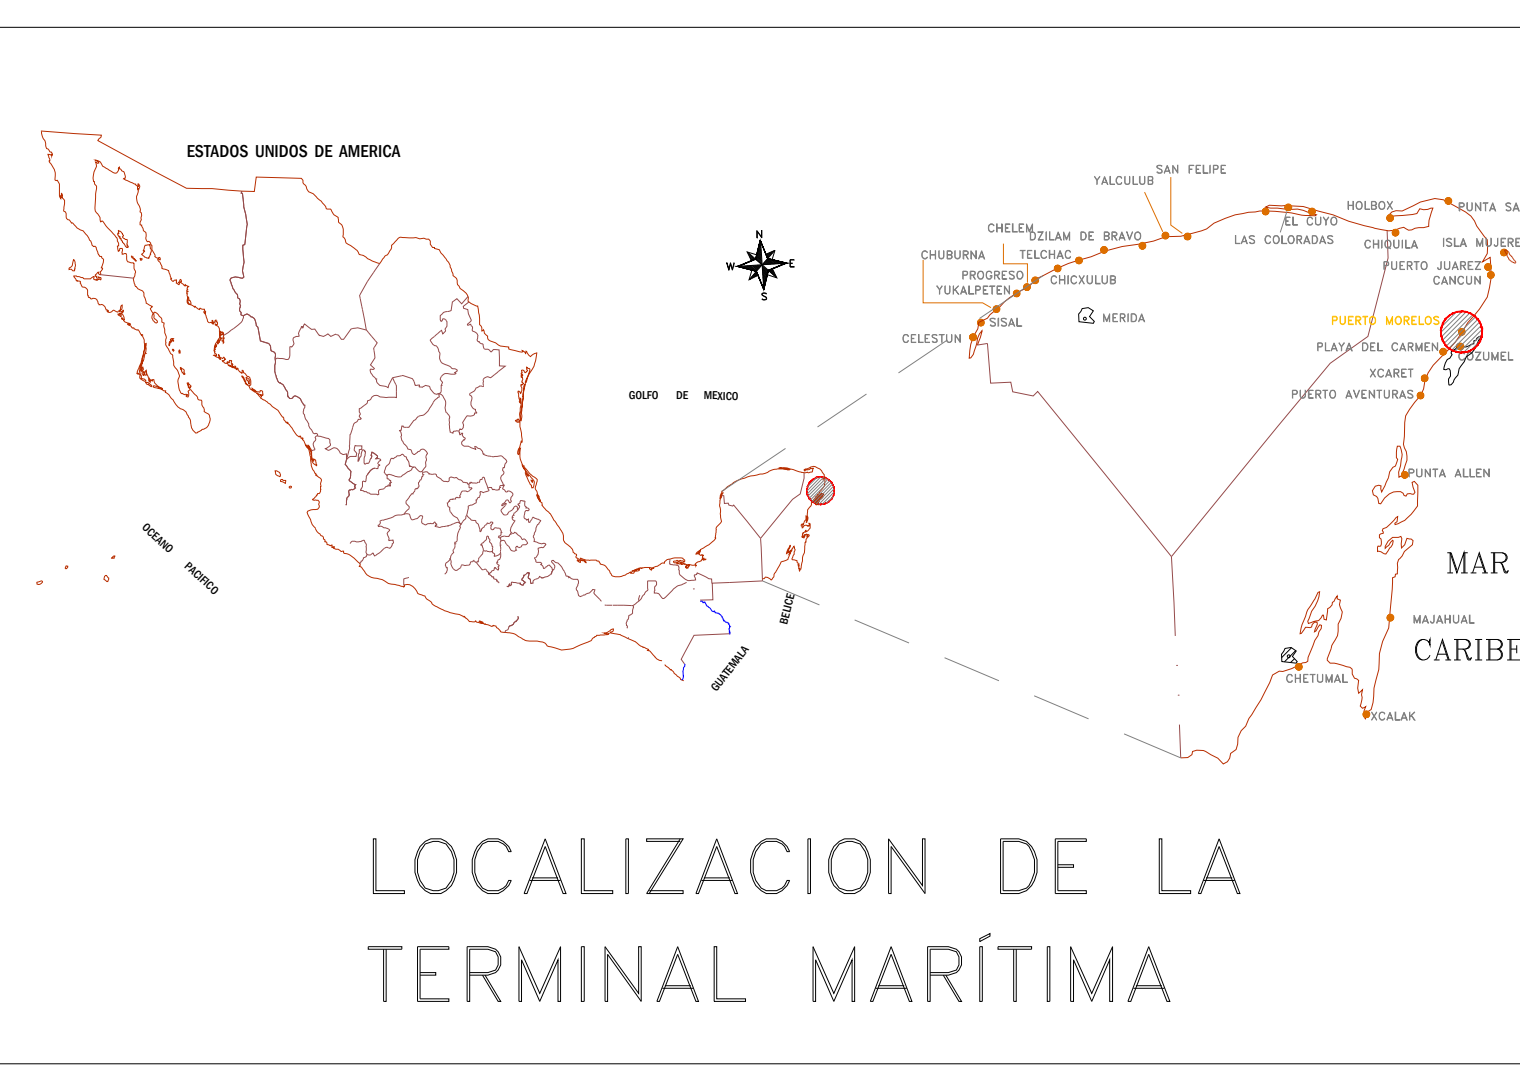 ESTADOS UNIDOS DE AMERICA
N
W
E
S
GOLFO DE MEXICO
OCEANO PACIFICO
BELICE
GUATEMALA
SAN FELIPE
YALCULUB
HOLBOX
PUNTA SA
EL CUYO
CHELEM
DZILAM DE BRAVO
LAS COLORADAS
CHIQUILA
ISLA MUJERE
CHUBURNA
TELCHAC
PUERTO JUAREZ
PROGRESO
CHICXULUB
CANCUN
YUKALPETEN
MERIDA
PUERTO MORELOS
SISAL
CELESTUN
PLAYA DEL CARMEN
COZUMEL
XCARET
PUERTO AVENTURAS
PUNTA ALLEN
MAR
MAJAHUAL
CARIBE
CHETUMAL
XCALAK
LOCALIZACION DE LA
TERMINAL MARÍTIMA